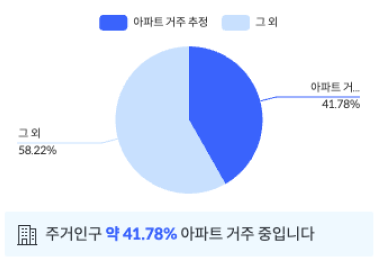 아파트 거주 추정 그 외
아파트 거...
41.78%
그 외
58.22%
주거인구 약 41.78% 아파트 거주 중입니다